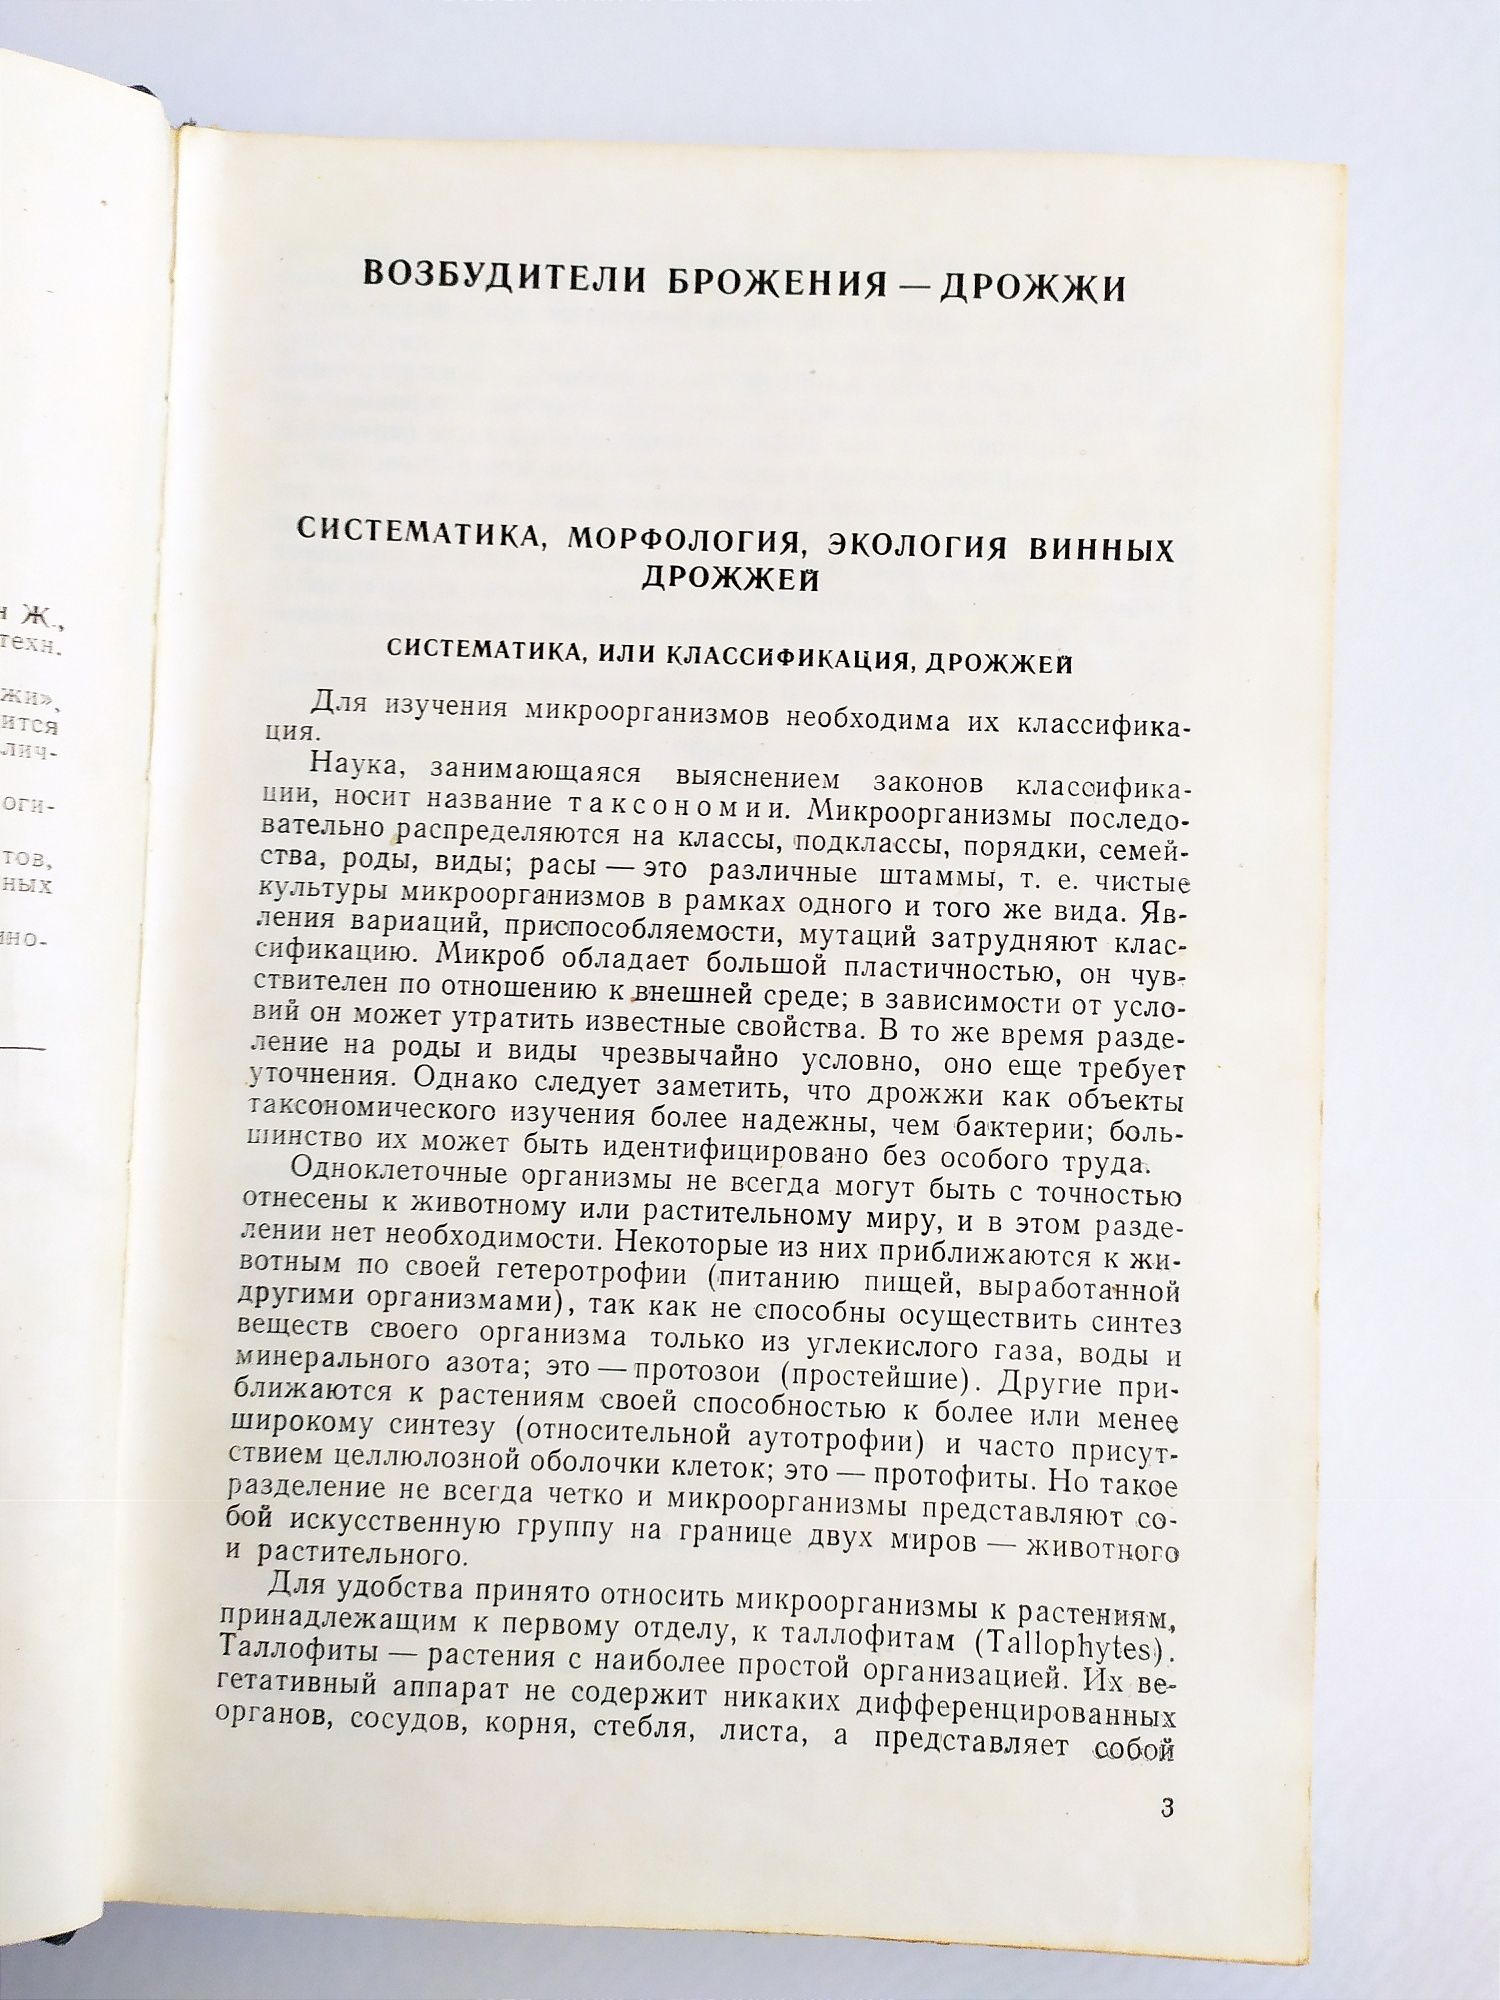 н Ж.,
техн.
жи»,
ится
лич-
оги-
тов,
ных
ино-
ВОЗБУДИТЕЛИ БРОЖЕНИЯ — ДРОЖЖИ
СИСТЕМАТИКА, МОРФОЛОГИЯ, ЭКОЛОГИЯ ВИННЫХ
ДРОЖЖЕЙ
СИСТЕМАТИКА, ИЛИ КЛАССИФИКАЦИЯ, ДРОЖЖЕЙ
Для изучения микроорганизмов необходима их классифика-
ция.
Наука, занимающаяся выяснением законов классифика-
ции, носит название таксономии. Микроорганизмы последо-
вательно распределяются на классы, подклассы, порядки, семей-
ства, роды, виды; расы — это различные штаммы, т. е. чистые
культуры микроорганизмов в рамках одного и того же вида. Яв-
ления вариаций, приспособляемости, мутаций затрудняют клас-
сификацию. Микроб обладает большой пластичностью, он чув-
ствителен по отношению к внешней среде; в зависимости от усло-
вий он может утратить известные свойства. В то же время разде-
ление на роды и виды чрезвычайно условно, оно еще требует
уточнения. Однако следует заметить, что дрожжи как объекты
таксономического изучения более надежны, чем бактерии; боль-
шинство их может быть идентифицировано без особого труда.
Одноклеточные организмы не всегда могут быть с точностью
отнесены к животному или растительному миру, и в этом разде-
лении нет необходимости. Некоторые из них приближаются к жи-
вотным по своей гетеротрофии (питанию пищей, выработанной
другими организмами), так как не способны осуществить синтез
веществ своего организма только из углекислого газа, воды и
минерального азота; это — протозои (простейшие). Другие при-
ближаются к растениям своей способностью к более или менее
широкому синтезу (относительной аутотрофии) и часто присут-
ствием целлюлозной оболочки клеток; это — протофиты. Но такое
разделение не всегда четко и микроорганизмы представляют со-
бой искусственную группу на границе двух миров — животного
и растительного.
Для удобства принято относить микроорганизмы к растениям,
принадлежащим к первому отделу, к таллофитам (Tallophytes).
Таллофиты — растения с наиболее простой организацией. Их ве-
гетативный аппарат не содержит никаких дифференцированных
органов, сосудов, корня, стебля, листа, а представляет собой
3